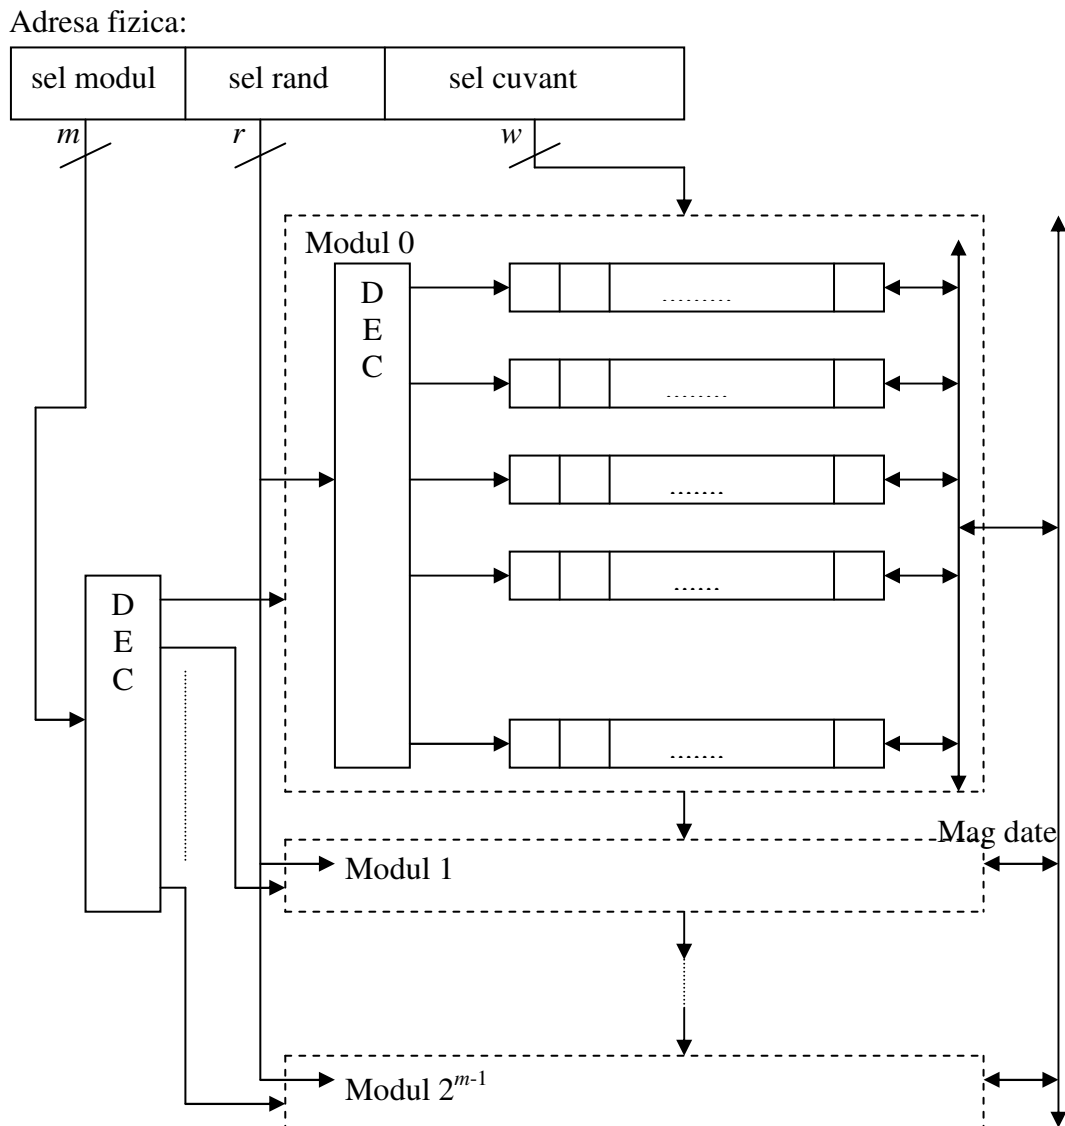 Adresa fizica:
sel modul sel rand sel cuvant
m r w
Modul 0
D
E
C
.........
........
.......
......
.......
D
E
C
Mag date
Modul 1
Modul 2^{m-1}